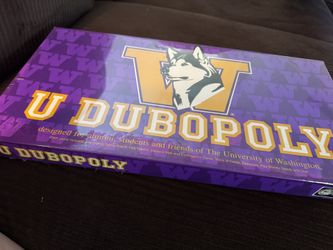 W
U DUBOPOLY
designed for alumni, students and friends of The University of Washington.
U DUBOPOLY